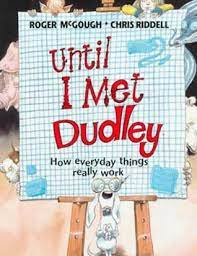 ROGER McGOUGH • CHRIS RIDDELL
Until
I Met
Dudley
How everyday things
really work